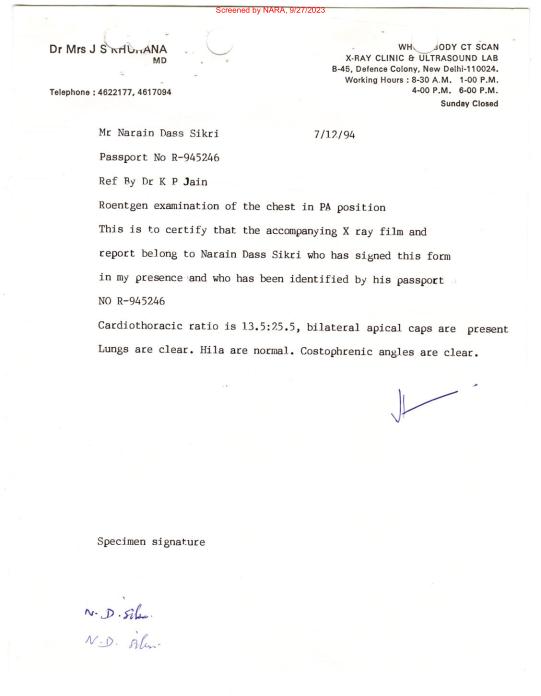 Screened by NARA, 9/27/2023
Dr Mrs J S KHURANA
MD
Telephone : 4622177, 4617094
WHOLE BODY CT SCAN
X-RAY CLINIC & ULTRASOUND LAB
B-45, Defence Colony, New Delhi-110024.
Working Hours : 8-30 A.M. 1-00 P.M.
4-00 P.M. 6-00 P.M.
Sunday Closed
Mr Narain Dass Sikri 7/12/94
Passport No R-945246
Ref By Dr K P Jain
Roentgen examination of the chest in PA position
This is to certify that the accompanying X ray film and
report belong to Narain Dass Sikri who has signed this form
in my presence and who has been identified by his passport
NO R-945246
Cardiothoracic ratio is 13.5:25.5, bilateral apical caps are present
Lungs are clear. Hila are normal. Costophrenic angles are clear.
Specimen signature
N. D. Sikri
N. D. Sikri